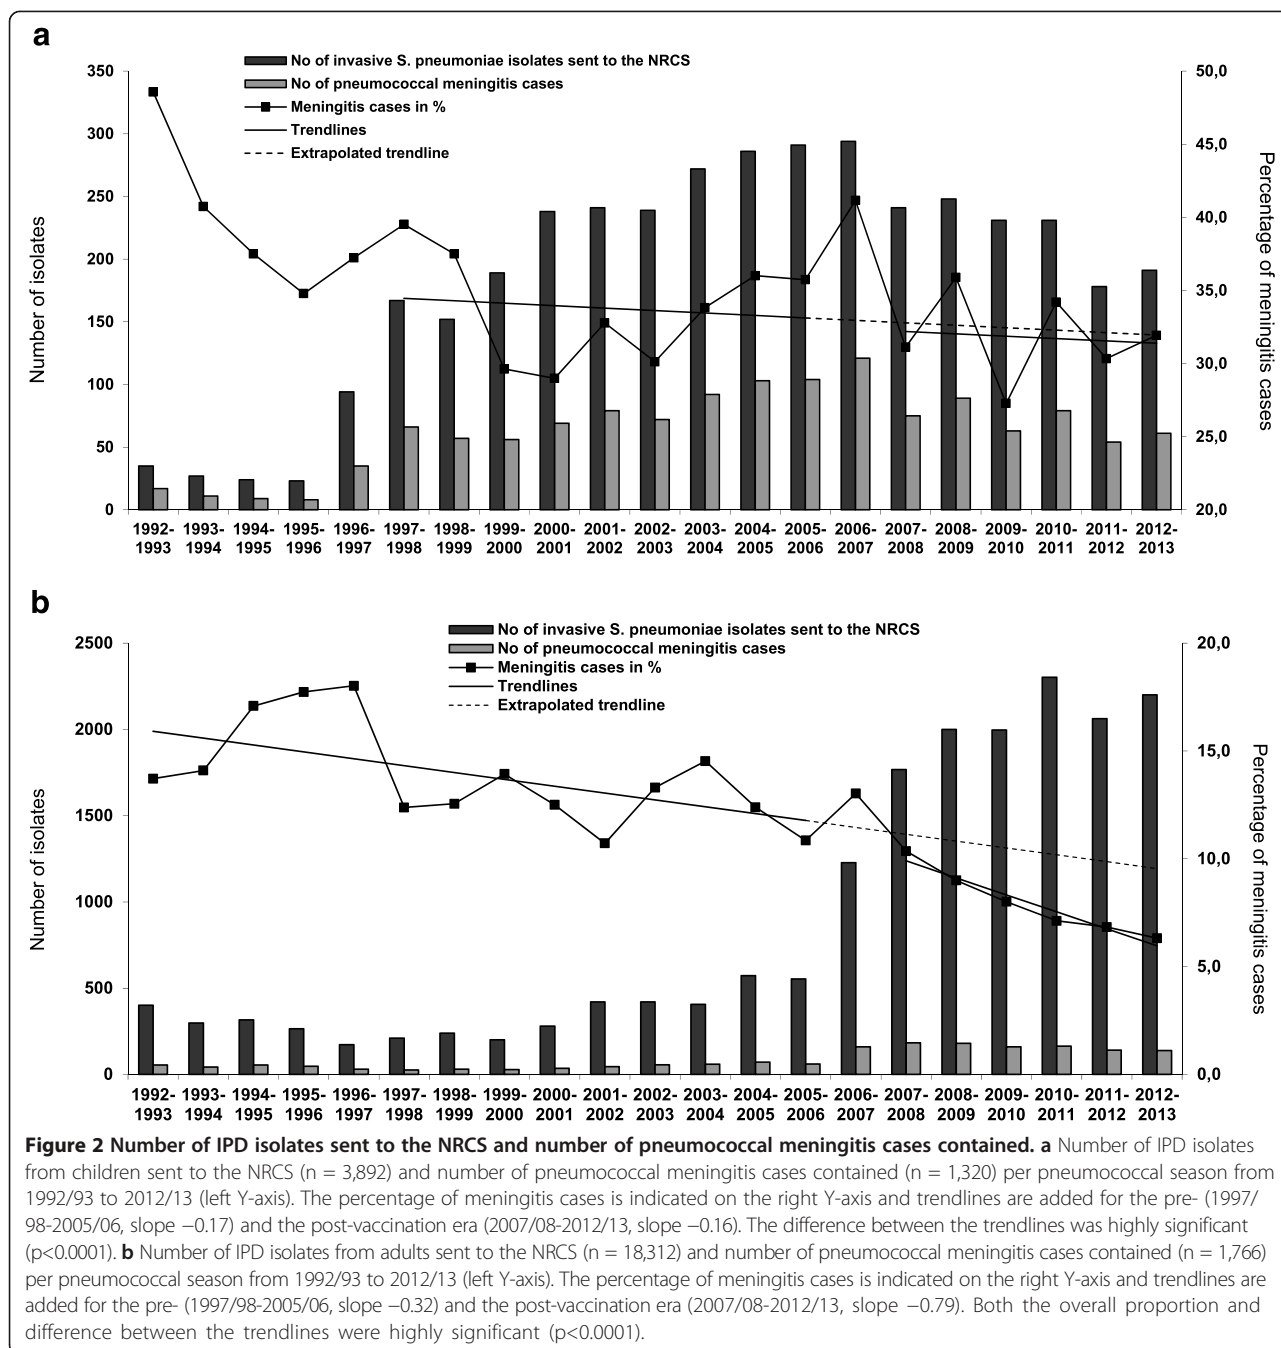 a
No of invasive S. pneumoniae isolates sent to the NRCS
No of pneumococcal meningitis cases
Meningitis cases in %
Trendlines
Extrapolated trendline
350
300
250
200
150
100
50
0
Number of isolates
50,0
45,0
40,0
35,0
30,0
25,0
20,0
Percentage of meningitis cases
1992- 1993- 1994- 1995- 1996- 1997- 1998- 1999- 2000- 2001- 2002- 2003- 2004- 2005- 2006- 2007- 2008- 2009- 2010- 2011- 2012-
1993 1994 1995 1996 1997 1998 1999 2000 2001 2002 2003 2004 2005 2006 2007 2008 2009 2010 2011 2012 2013
b
No of invasive S. pneumoniae isolates sent to the NRCS
No of pneumococcal meningitis cases
Meningitis cases in %
Trendlines
Extrapolated trendline
2500
2000
1500
1000
500
0
Number of isolates
20,0
15,0
10,0
5,0
0,0
Percentage of meningitis cases
1992- 1993- 1994- 1995- 1996- 1997- 1998- 1999- 2000- 2001- 2002- 2003- 2004- 2005- 2006- 2007- 2008- 2009- 2010- 2011- 2012-
1993 1994 1995 1996 1997 1998 1999 2000 2001 2002 2003 2004 2005 2006 2007 2008 2009 2010 2011 2012 2013
Figure 2 Number of IPD isolates sent to the NRCS and number of pneumococcal meningitis cases contained. a Number of IPD isolates
from children sent to the NRCS (n = 3,892) and number of pneumococcal meningitis cases contained (n = 1,320) per pneumococcal season from
1992/93 to 2012/13 (left Y-axis). The percentage of meningitis cases is indicated on the right Y-axis and trendlines are added for the pre- (1997/
98-2005/06, slope −0.17) and the post-vaccination era (2007/08-2012/13, slope −0.16). The difference between the trendlines was highly significant
(p<0.0001). b Number of IPD isolates from adults sent to the NRCS (n = 18,312) and number of pneumococcal meningitis cases contained (n = 1,766)
per pneumococcal season from 1992/93 to 2012/13 (left Y-axis). The percentage of meningitis cases is indicated on the right Y-axis and trendlines are
added for the pre- (1997/98-2005/06, slope −0.32) and the post-vaccination era (2007/08-2012/13, slope −0.79). Both the overall proportion and
difference between the trendlines were highly significant (p<0.0001).